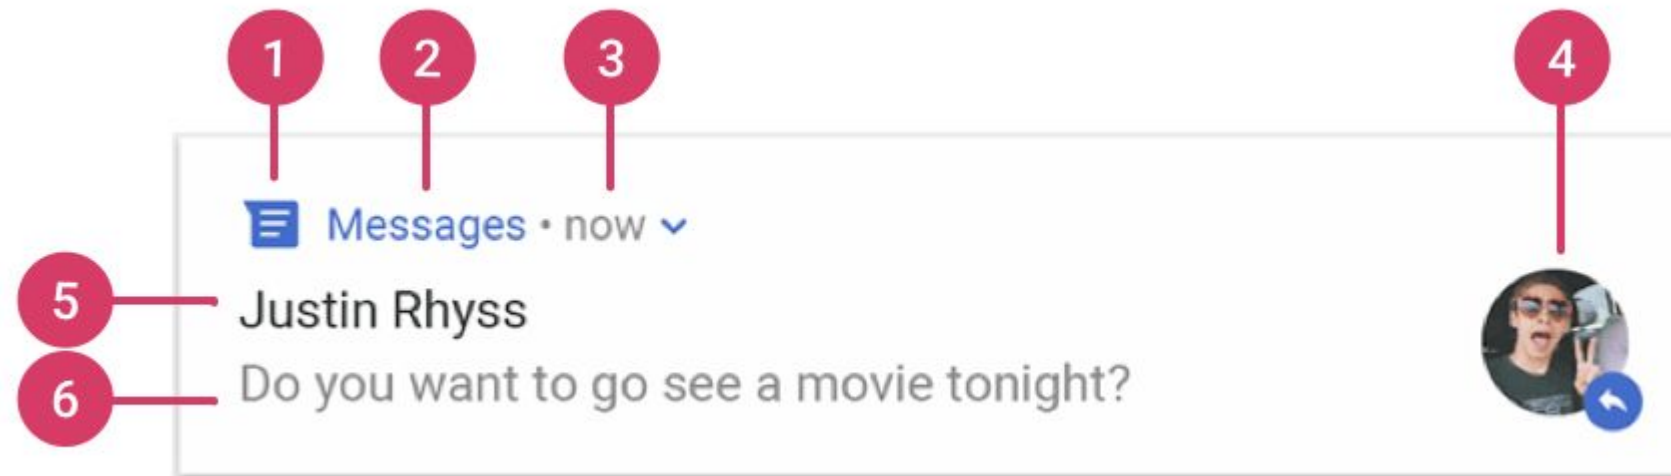 1 2 3 4
Messages • now
5 Justin Rhyss
6 Do you want to go see a movie tonight?